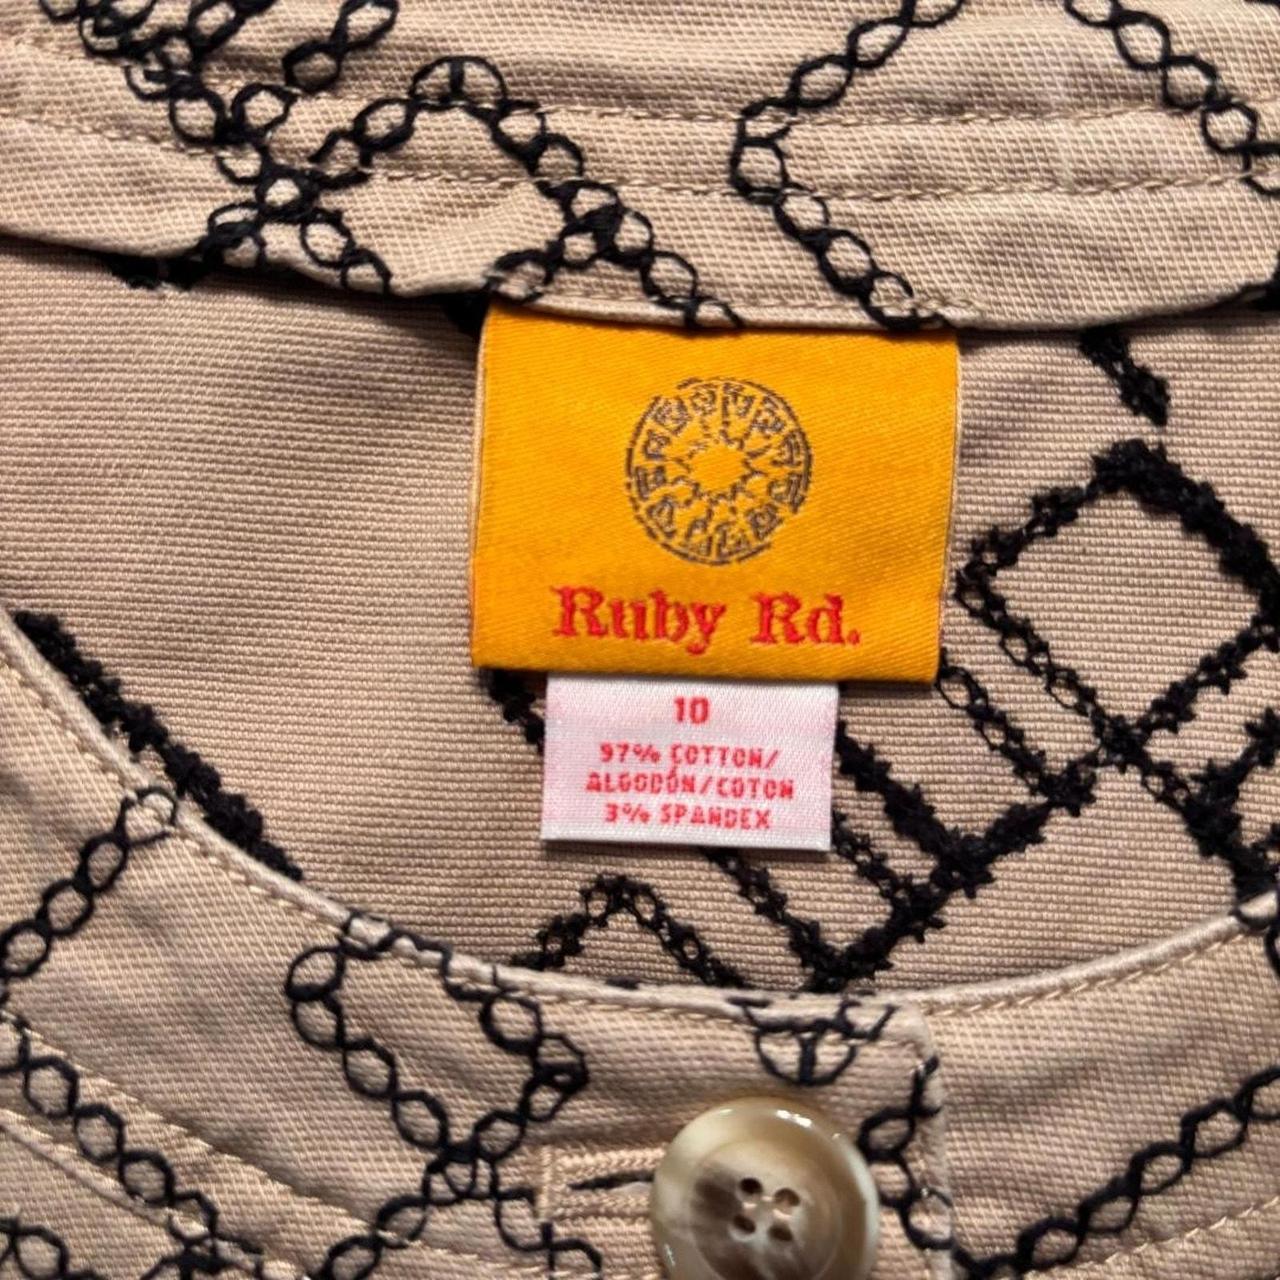 Ruby Rd.
10
97% COTTON/
ALGODÓN/COTON
3% SPANDEX